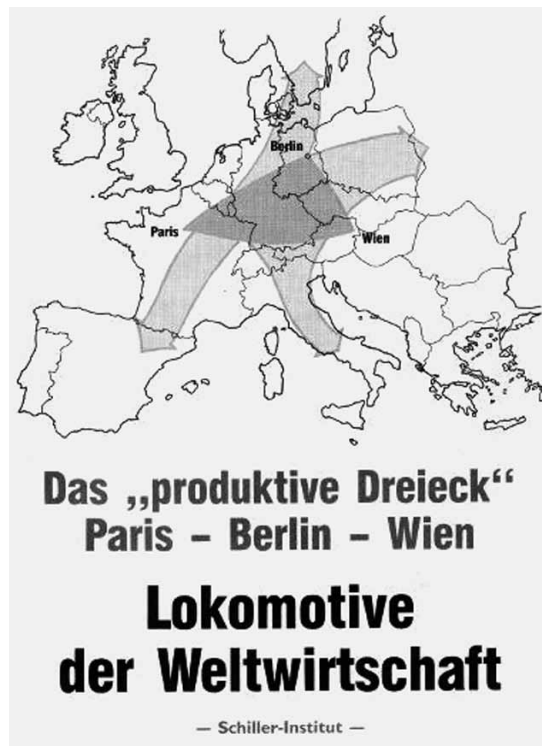 Berlin
Paris
Wien
Das „produktive Dreieck“
Paris – Berlin – Wien
Lokomotive
der Weltwirtschaft
— Schiller-Institut —